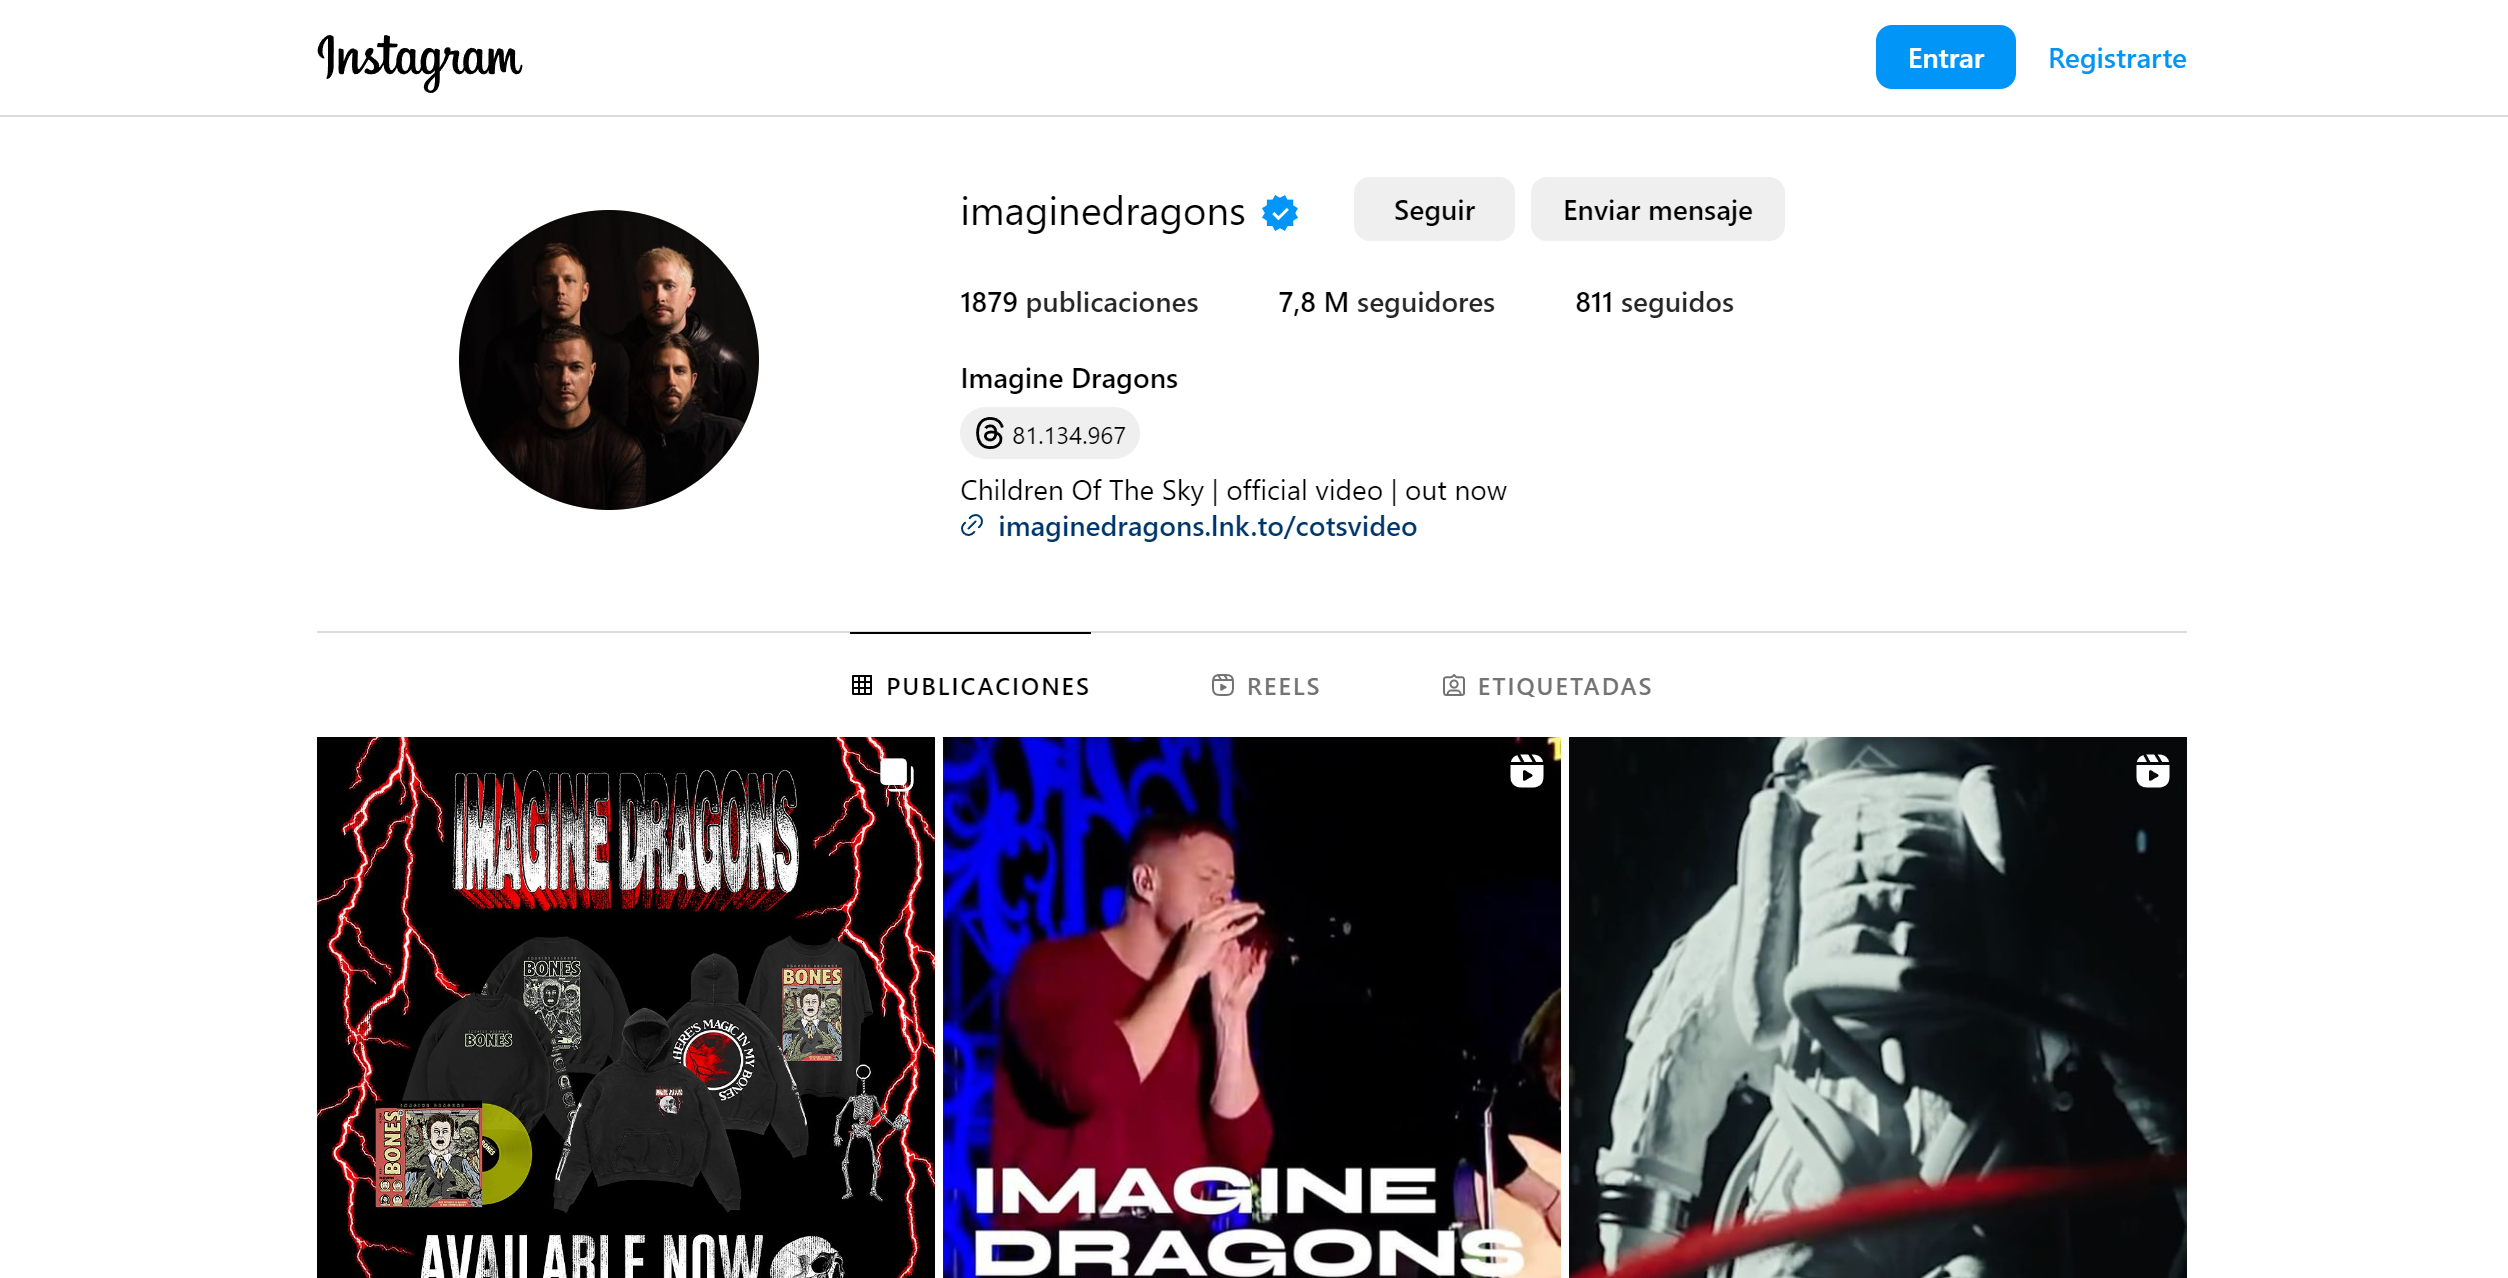 Instagram
Entrar
Registrarte
imaginedragons
Seguir
Enviar mensaje
1879 publicaciones
7,8 M seguidores
811 seguidos
Imagine Dragons
81.134.967
Children Of The Sky | official video | out now
imaginedragons.lnk.to/cotsvideo
PUBLICACIONES
REELS
ETIQUETADAS
IMAGINE DRAGONS
BONES
BONES
BONES
HERE'S MAGIC IN MY BONES
BONES
AVAILABLE NOW
IMAGINE
DRAGONS